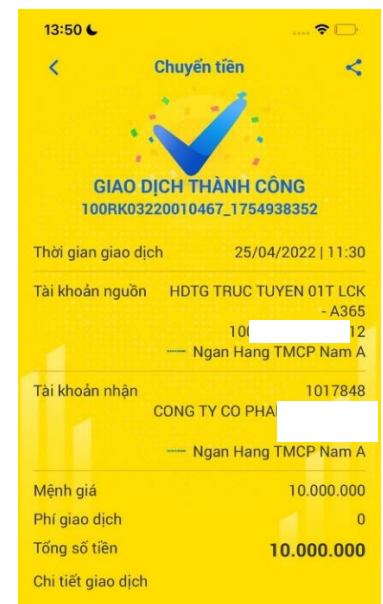 13:50
Chuyển tiền
GIAO DỊCH THÀNH CÔNG
100RK03220010467_1754938352
Thời gian giao dịch 25/04/2022 | 11:30
Tài khoản nguồn HDTG TRUC TUYEN 01T LCK
- A365
100 12
Ngan Hang TMCP Nam A
Tài khoản nhận 1017848
CONG TY CO PHA
Ngan Hang TMCP Nam A
Mệnh giá 10.000.000
Phí giao dịch 0
Tổng số tiền 10.000.000
Chi tiết giao dịch